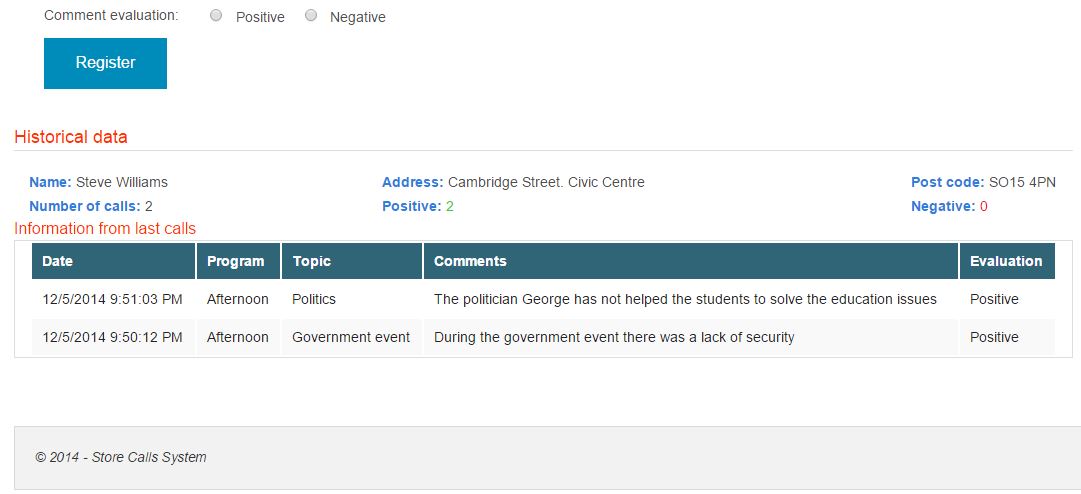 Comment evaluation: Positive Negative
Register
Historical data
Name: Steve Williams Address: Cambridge Street. Civic Centre Post code: SO15 4PN
Number of calls: 2 Positive: 2 Negative: 0
Information from last calls
Date Program Topic Comments Evaluation
12/5/2014 9:51:03 PM Afternoon Politics The politician George has not helped the students to solve the education issues Positive
12/5/2014 9:50:12 PM Afternoon Government event During the government event there was a lack of security Positive
© 2014 - Store Calls System